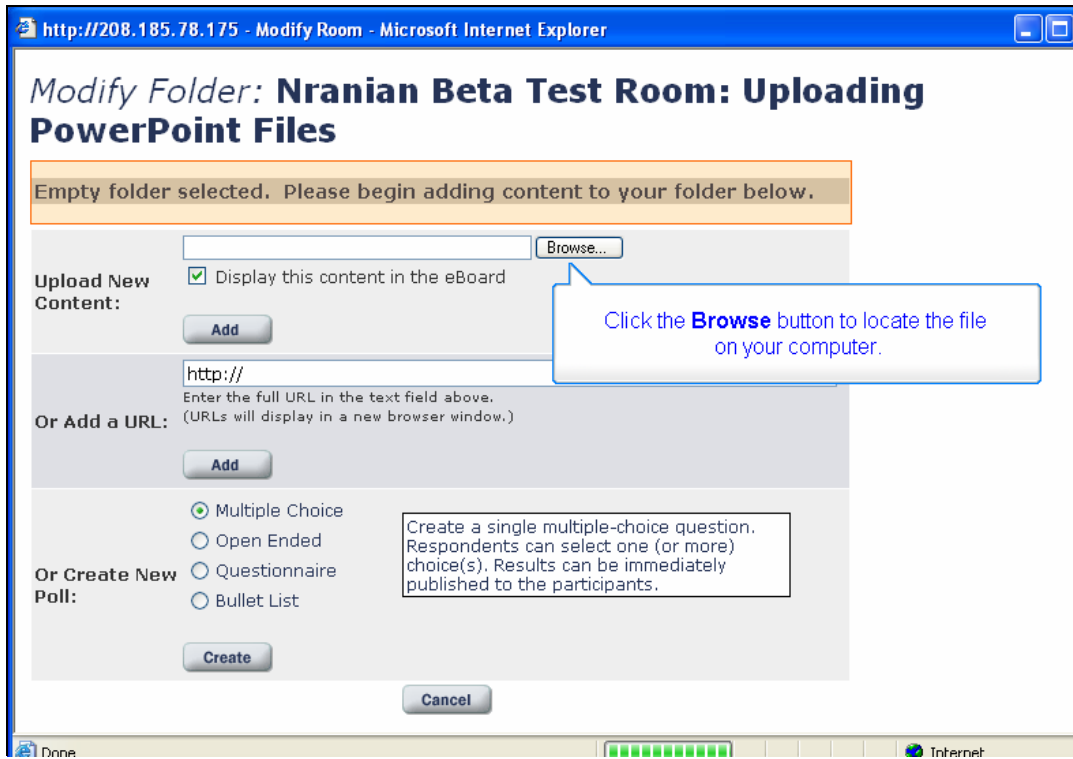 http://208.185.78.175 - Modify Room - Microsoft Internet Explorer
Modify Folder: Nranian Beta Test Room: Uploading
PowerPoint Files
Empty folder selected. Please begin adding content to your folder below.
Browse...
Upload New
Content:
Display this content in the eBoard
Add
Click the Browse button to locate the file
on your computer.
http://
Enter the full URL in the text field above.
(URLs will display in a new browser window.)
Or Add a URL:
Add
Or Create New
Poll:
Multiple Choice
Open Ended
Questionnaire
Bullet List
Create a single multiple-choice question.
Respondents can select one (or more)
choice(s). Results can be immediately
published to the participants.
Create
Cancel
Done
Internet